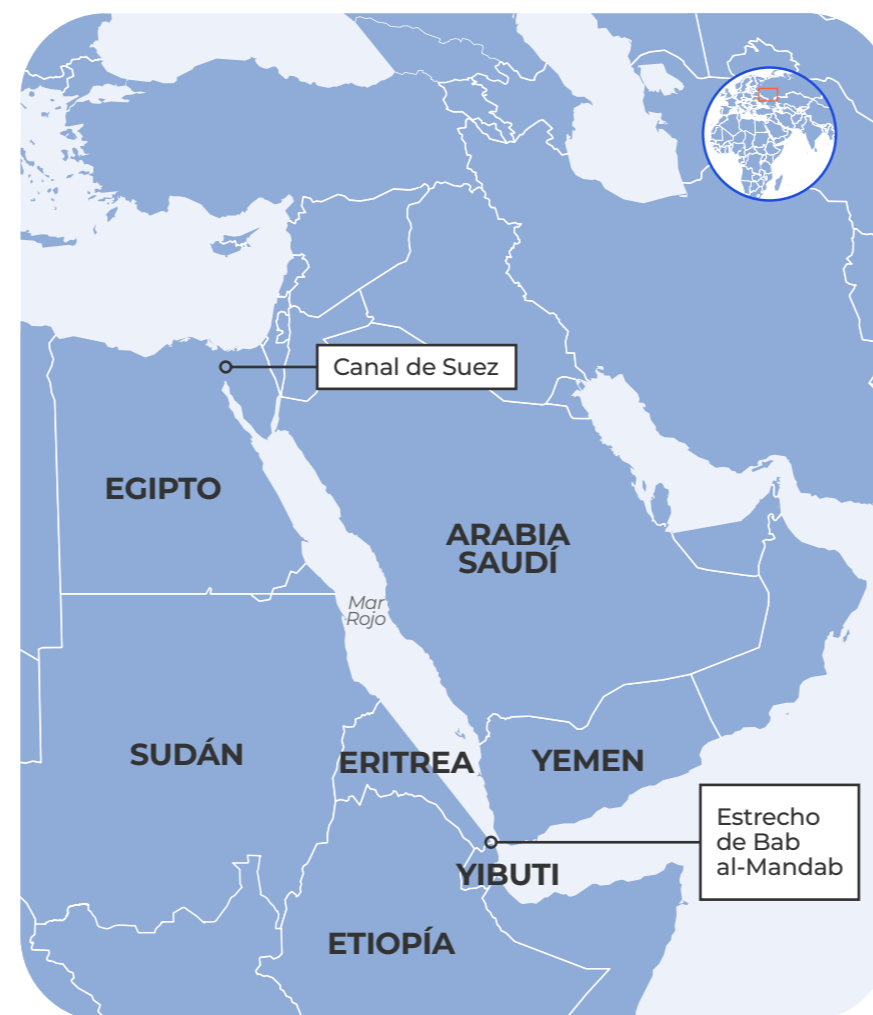 Canal de Suez
EGIPTO
ARABIA
SAUDÍ
Mar
Rojo
SUDÁN
ERITREA
YEMEN
Estrecho
de Bab
al-Mandab
YIBUTI
ETIOPÍA